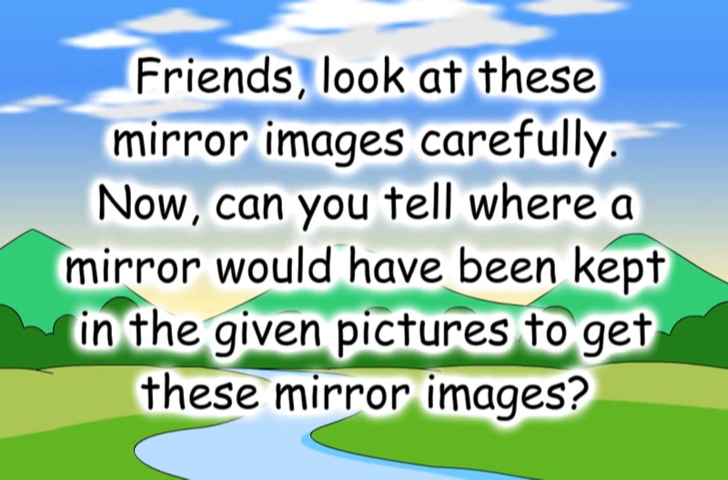 Friends, look at these
mirror images carefully.
Now, can you tell where a
mirror would have been kept
in the given pictures to get
these mirror images?